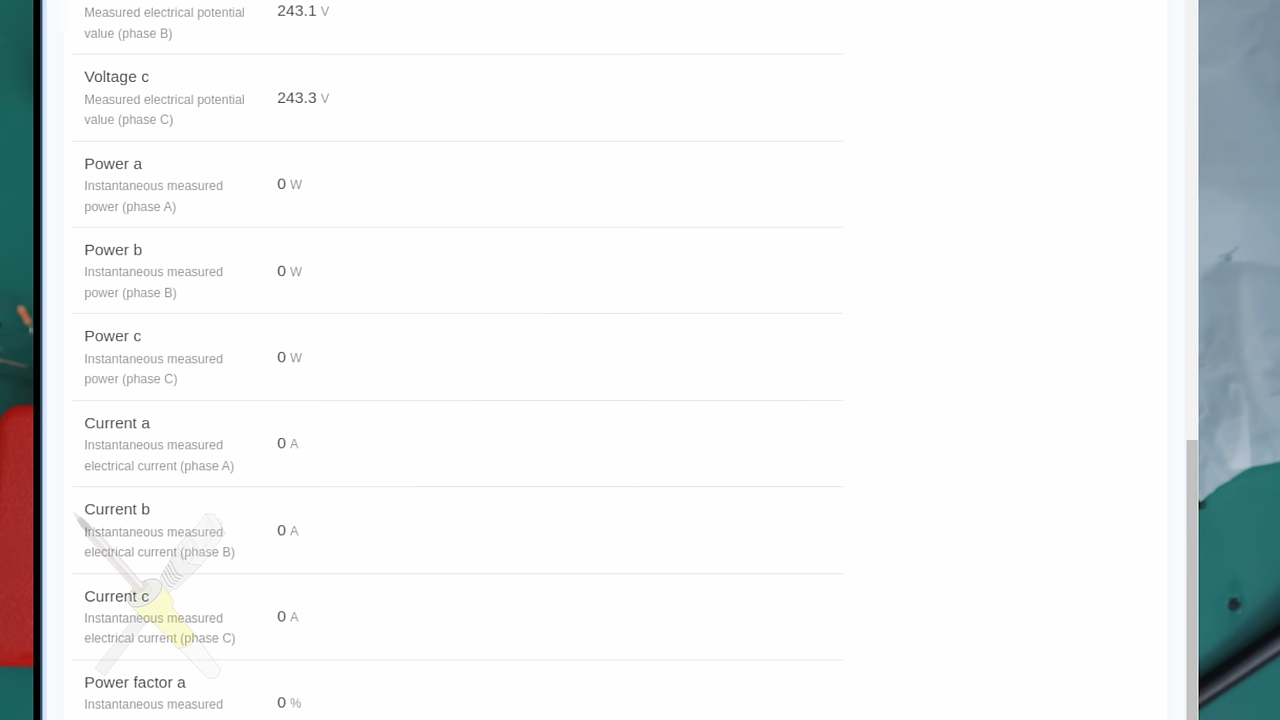 Measured electrical potential
243.1 V
value (phase B)
Voltage c
Measured electrical potential
243.3 V
value (phase C)
Power a
Instantaneous measured
0 W
power (phase A)
Power b
Instantaneous measured
0 W
power (phase B)
Power c
Instantaneous measured
0 W
power (phase C)
Current a
Instantaneous measured
0 A
electrical current (phase A)
Current b
Instantaneous measured
0 A
electrical current (phase B)
Current c
Instantaneous measured
0 A
electrical current (phase C)
Power factor a
Instantaneous measured
0 %